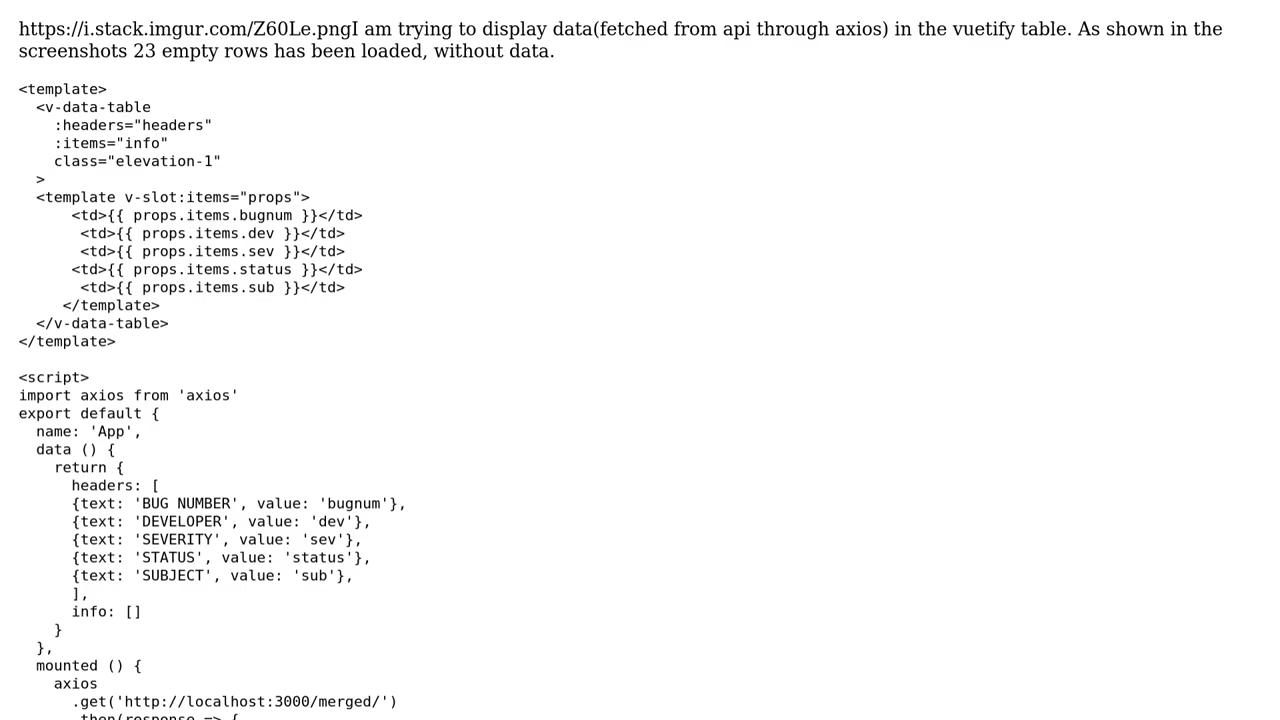 https://i.stack.imgur.com/Z60Le.pngI am trying to display data(fetched from api through axios) in the vuetify table. As shown in the
screenshots 23 empty rows has been loaded, without data.
<template>
  <v-data-table
    :headers="headers"
    :items="info"
    class="elevation-1"
  >
  <template v-slot:items="props">
      <td>{{ props.items.bugnum }}</td>
       <td>{{ props.items.dev }}</td>
       <td>{{ props.items.sev }}</td>
      <td>{{ props.items.status }}</td>
       <td>{{ props.items.sub }}</td>
     </template>
  </v-data-table>
</template>
<script>
import axios from 'axios'
export default {
  name: 'App',
  data () {
    return {
      headers: [
      {text: 'BUG NUMBER', value: 'bugnum'},
      {text: 'DEVELOPER', value: 'dev'},
      {text: 'SEVERITY', value: 'sev'},
      {text: 'STATUS', value: 'status'},
      {text: 'SUBJECT', value: 'sub'},
      ],
      info: []
    }
  },
  mounted () {
    axios
      .get('http://localhost:3000/merged/')
      .then(response => {